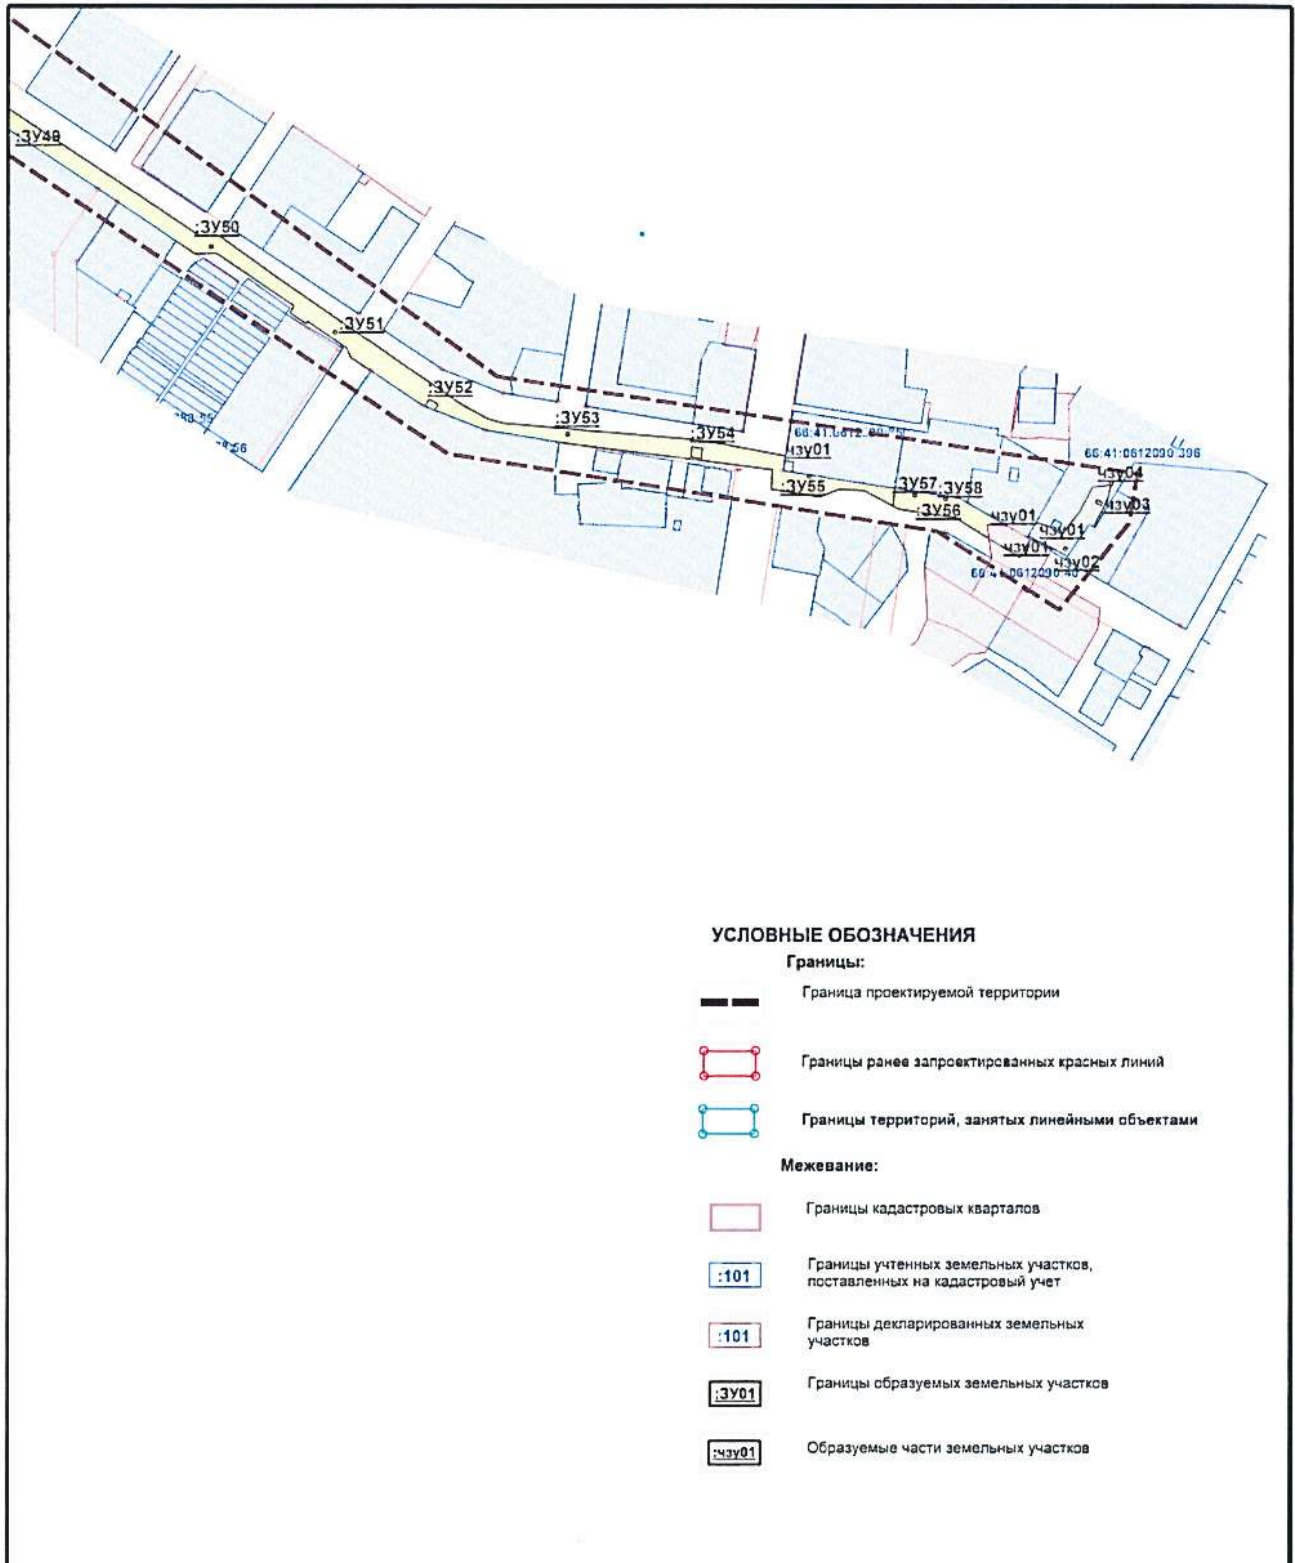 :ЗУ49
:ЗУ50
:ЗУ51
:ЗУ52
:ЗУ53
:ЗУ54
чзу01
:ЗУ55
:ЗУ57
:ЗУ58
:ЗУ56
66:41:0612090:396
чзу04
чзу03
чзу01
чзу01
чзу01
чзу02
УСЛОВНЫЕ ОБОЗНАЧЕНИЯ
Границы:
Граница проектируемой территории
Границы ранее запроектированных красных линий
Границы территорий, занятых линейными объектами
Межевание:
Границы кадастровых кварталов
:101
Границы учтенных земельных участков,
поставленных на кадастровый учет
:101
Границы декларированных земельных
участков
:ЗУ01
Границы образуемых земельных участков
:чзу01
Образуемые части земельных участков